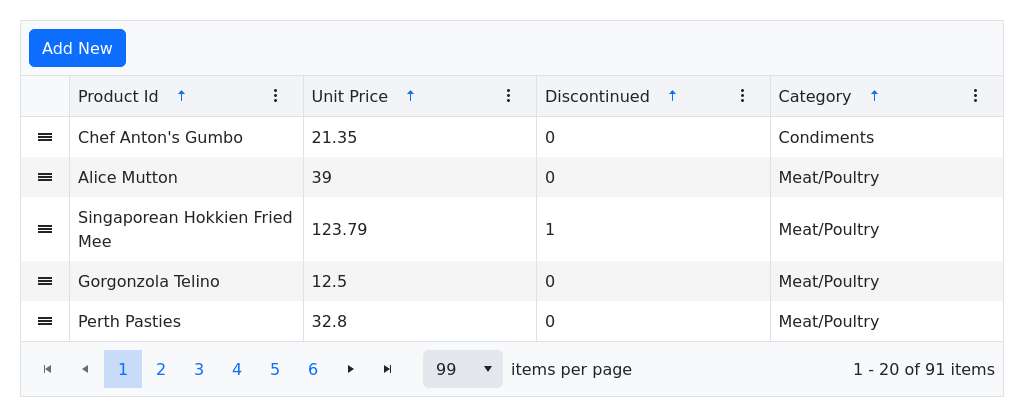 Add New
Product Id Unit Price Discontinued Category
Chef Anton's Gumbo 21.35 0 Condiments
Alice Mutton 39 0 Meat/Poultry
Singaporean Hokkien Fried Mee 123.79 1 Meat/Poultry
Gorgonzola Telino 12.5 0 Meat/Poultry
Perth Pasties 32.8 0 Meat/Poultry
1 2 3 4 5 6 99 items per page 1 - 20 of 91 items